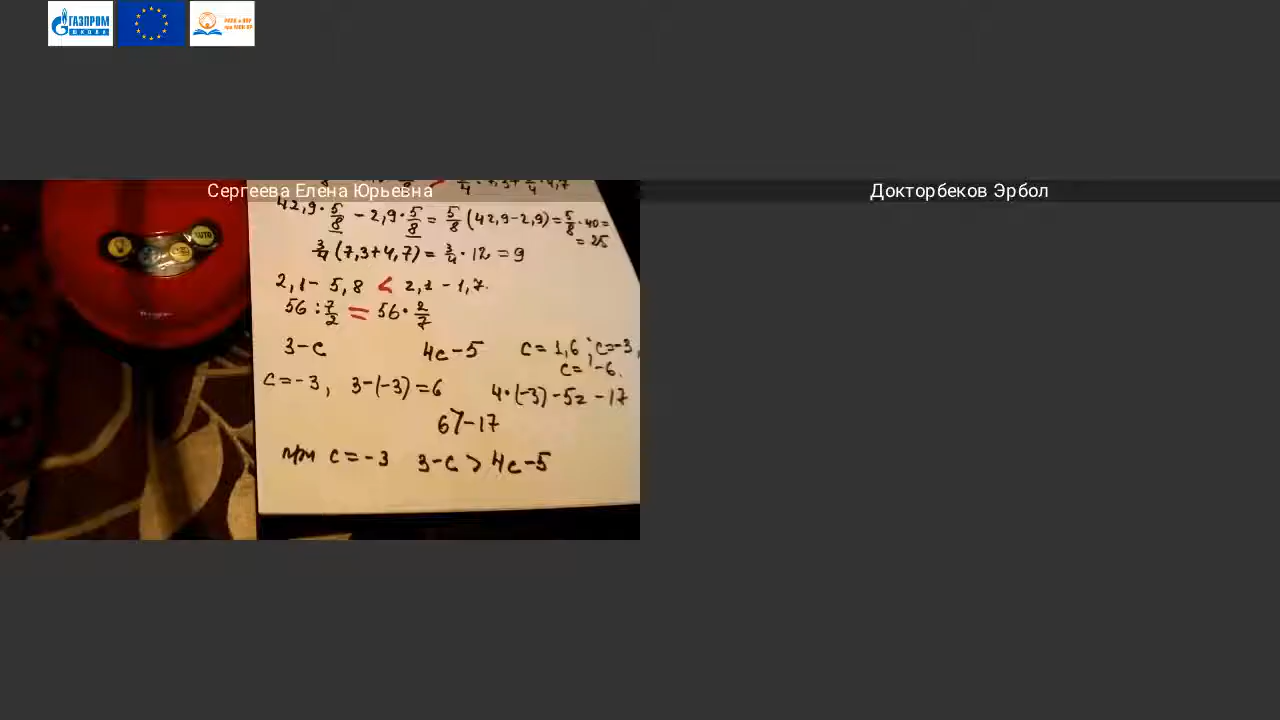 ГАЗПРОМ
ШКОЛА
Сергеева Елена Юрьевна
Докторбеков Эрбол
42,9 · 5/8 - 2,9 · 5/8 = 5/8 (42,9-2,9) = 5/8 · 40 =
= 25
3/4 (7,3+4,7) = 3/4 · 12 = 9
2,1 - 5,8 < 2,1 - 1,7.
56 : 7/2 = 56 · 2/7
3-c 4c-5 c = 1,6 ; c=-3,
c = -6.
c = -3, 3-(-3) = 6 4·(-3)-5= -17
6>-17
при c = -3 3-c > 4c-5
AUTO